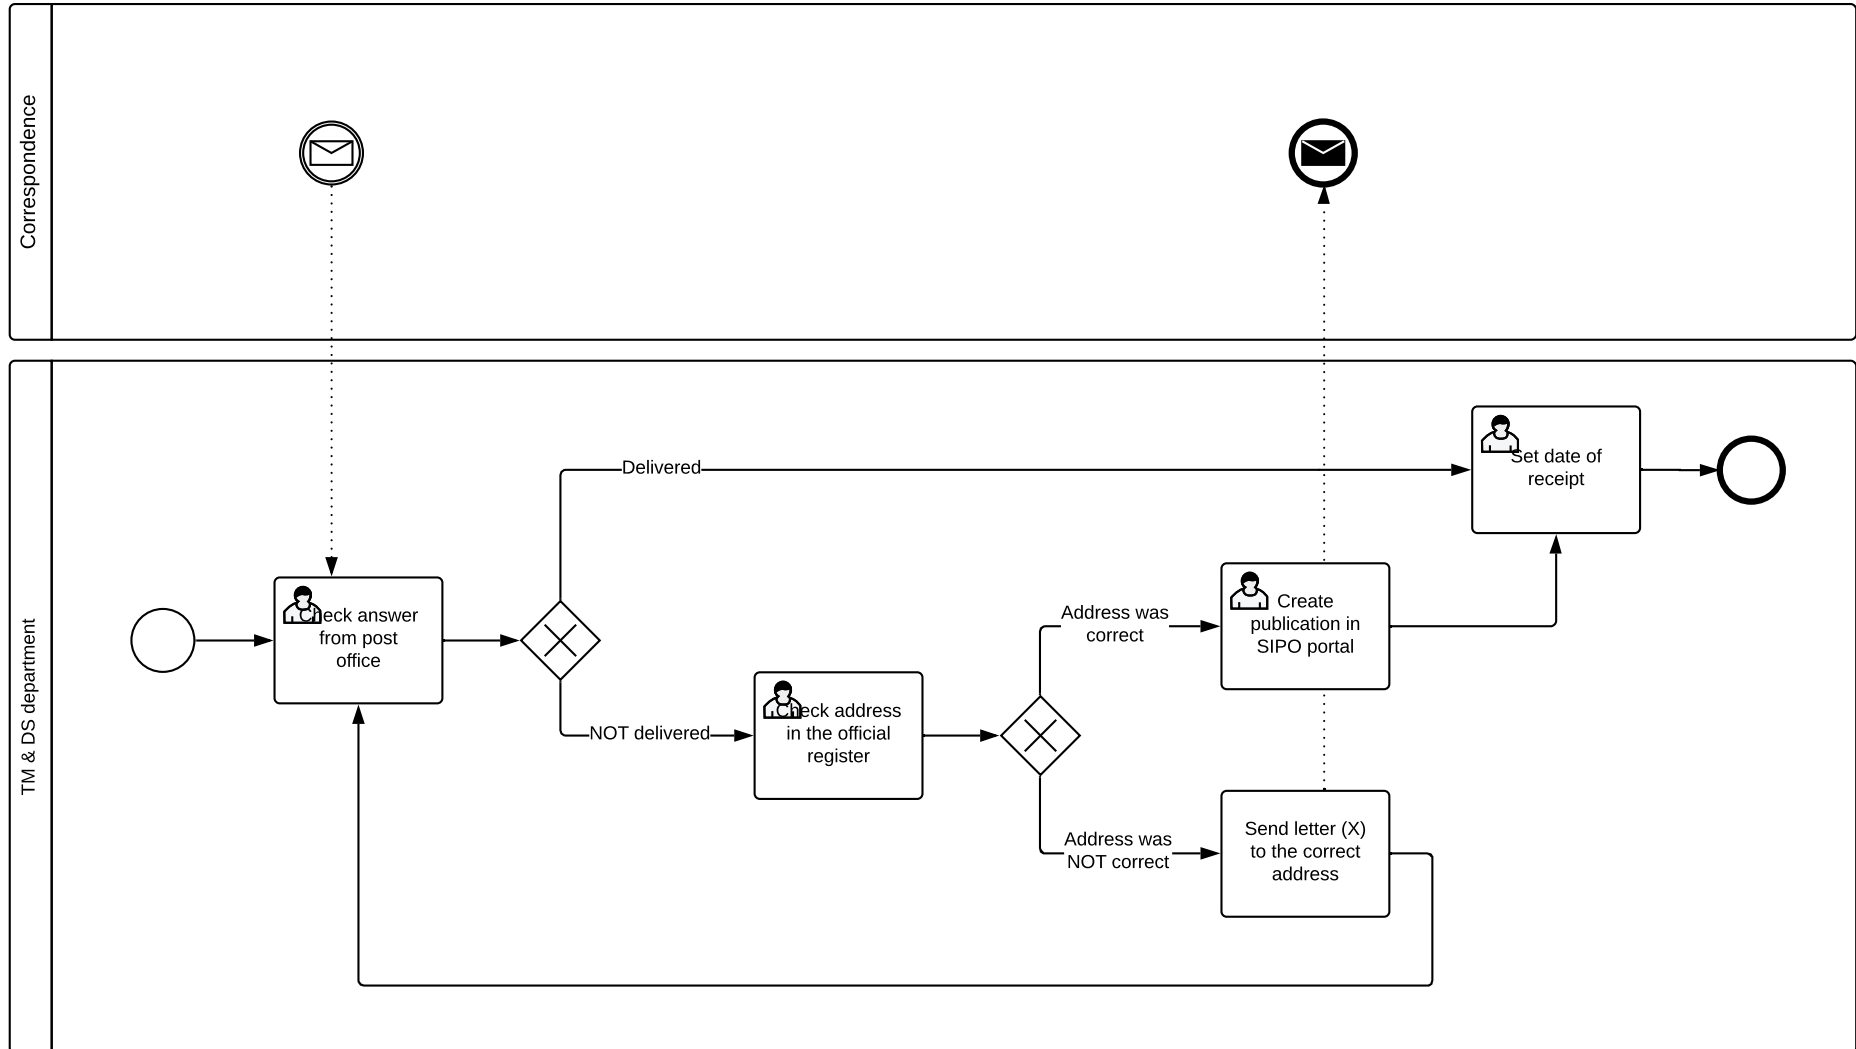 Correspondence
TM & DS department
Delivered
Set date of
receipt
Check answer
from post
office
NOT delivered
Check address
in the official
register
Address was
correct
Create
publication in
SIPO portal
Address was
NOT correct
Send letter (X)
to the correct
address